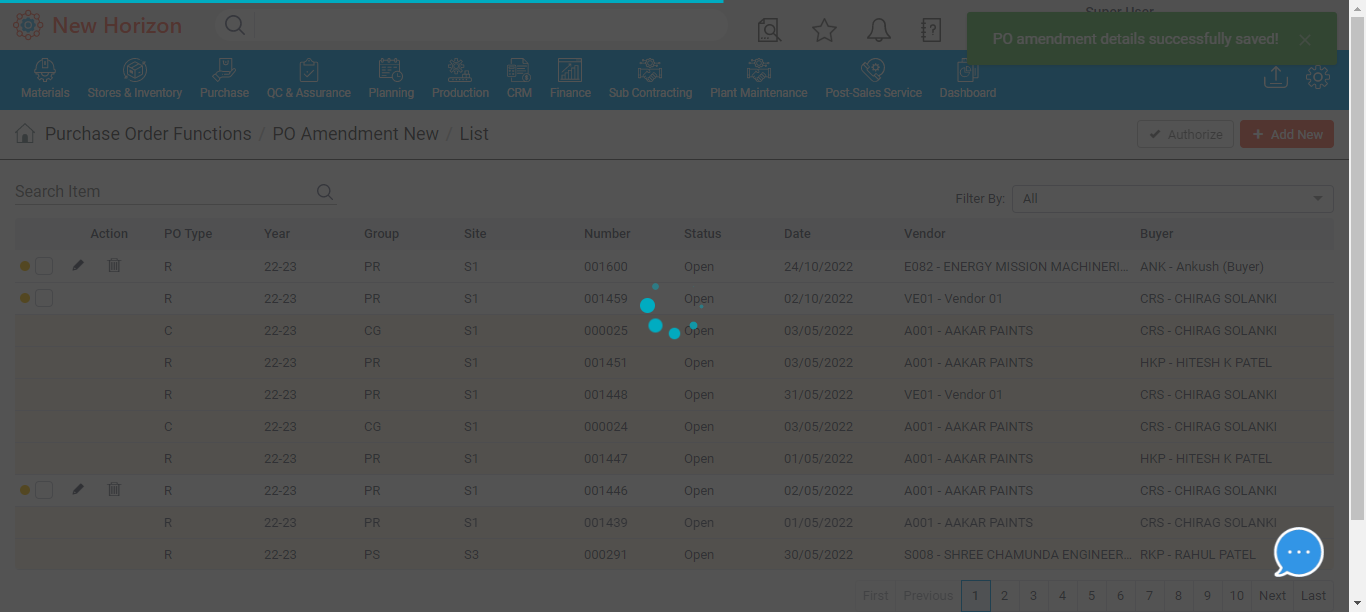 Super User
New Horizon
PO amendment details successfully saved!
Materials Stores & Inventory Purchase QC & Assurance Planning Production CRM Finance Sub Contracting Plant Maintenance Post-Sales Service Dashboard
Purchase Order Functions / PO Amendment New / List
Authorize + Add New
Search Item
Filter By: All
Action PO Type Year Group Site Number Status Date Vendor Buyer
R 22-23 PR S1 001600 Open 24/10/2022 E082 - ENERGY MISSION MACHINERI... ANK - Ankush (Buyer)
R 22-23 PR S1 001459 Open 02/10/2022 VE01 - Vendor 01 CRS - CHIRAG SOLANKI
C 22-23 CG S1 000025 Open 03/05/2022 A001 - AAKAR PAINTS CRS - CHIRAG SOLANKI
R 22-23 PR S1 001451 Open 03/05/2022 A001 - AAKAR PAINTS HKP - HITESH K PATEL
R 22-23 PR S1 001448 Open 31/05/2022 VE01 - Vendor 01 CRS - CHIRAG SOLANKI
C 22-23 CG S1 000024 Open 03/05/2022 A001 - AAKAR PAINTS CRS - CHIRAG SOLANKI
R 22-23 PR S1 001447 Open 01/05/2022 A001 - AAKAR PAINTS HKP - HITESH K PATEL
R 22-23 PR S1 001446 Open 02/05/2022 A001 - AAKAR PAINTS CRS - CHIRAG SOLANKI
R 22-23 PR S1 001439 Open 01/05/2022 A001 - AAKAR PAINTS CRS - CHIRAG SOLANKI
R 22-23 PS S3 000291 Open 30/05/2022 S008 - SHREE CHAMUNDA ENGINEER... RKP - RAHUL PATEL
First Previous 1 2 3 4 5 6 7 8 9 10 Next Last